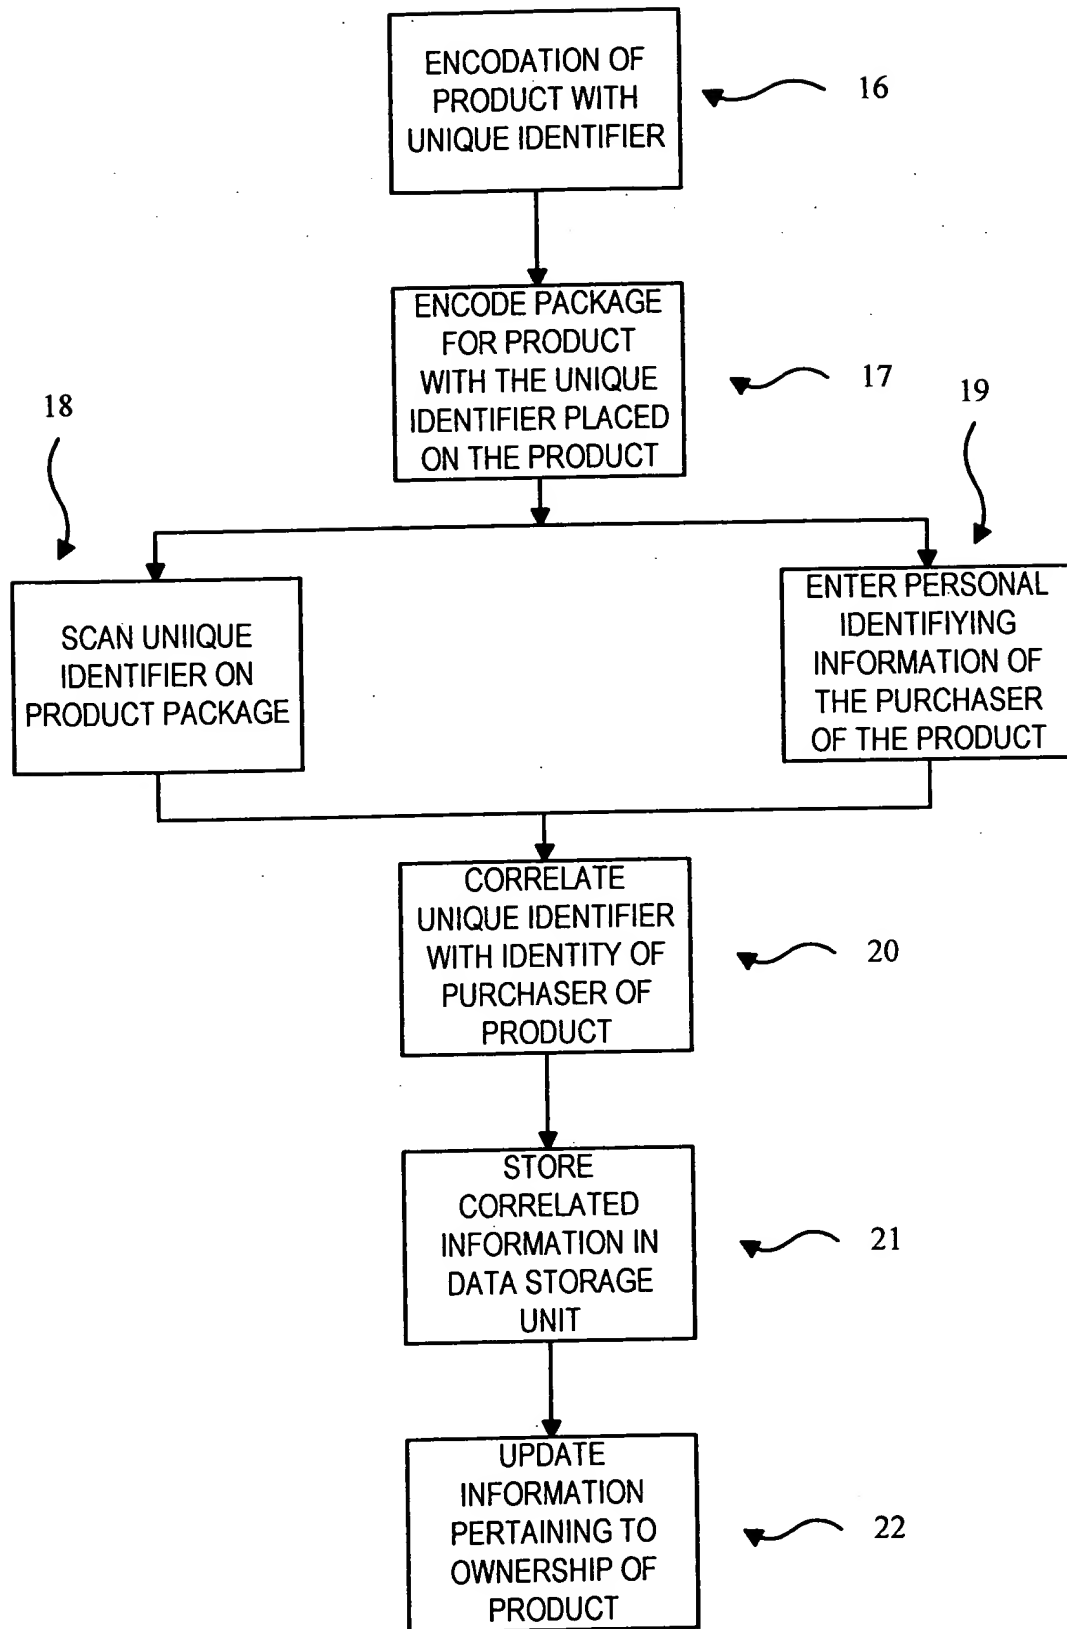 ENCODATION OF
PRODUCT WITH
UNIQUE IDENTIFIER
16
ENCODE PACKAGE
FOR PRODUCT
WITH THE UNIQUE
IDENTIFIER PLACED
ON THE PRODUCT
17
18
19
SCAN UNIIQUE
IDENTIFIER ON
PRODUCT PACKAGE
ENTER PERSONAL
IDENTIFIYING
INFORMATION OF
THE PURCHASER
OF THE PRODUCT
CORRELATE
UNIQUE IDENTIFIER
WITH IDENTITY OF
PURCHASER OF
PRODUCT
20
STORE
CORRELATED
INFORMATION IN
DATA STORAGE
UNIT
21
UPDATE
INFORMATION
PERTAINING TO
OWNERSHIP OF
PRODUCT
22